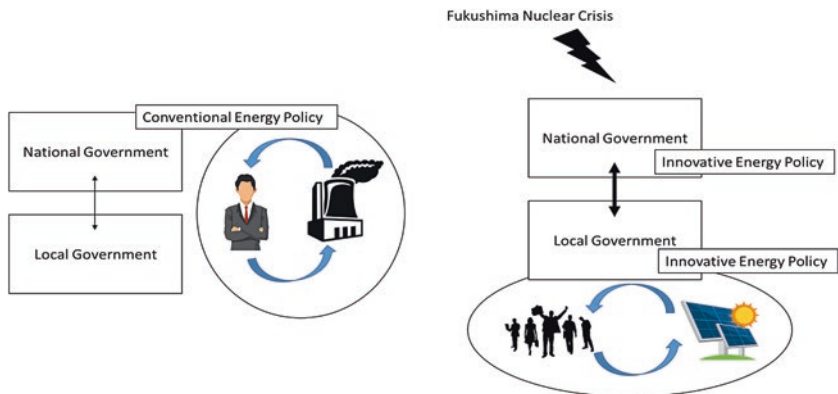 Conventional Energy Policy
National Government
Local Government
Fukushima Nuclear Crisis
National Government
Innovative Energy Policy
Local Government
Innovative Energy Policy